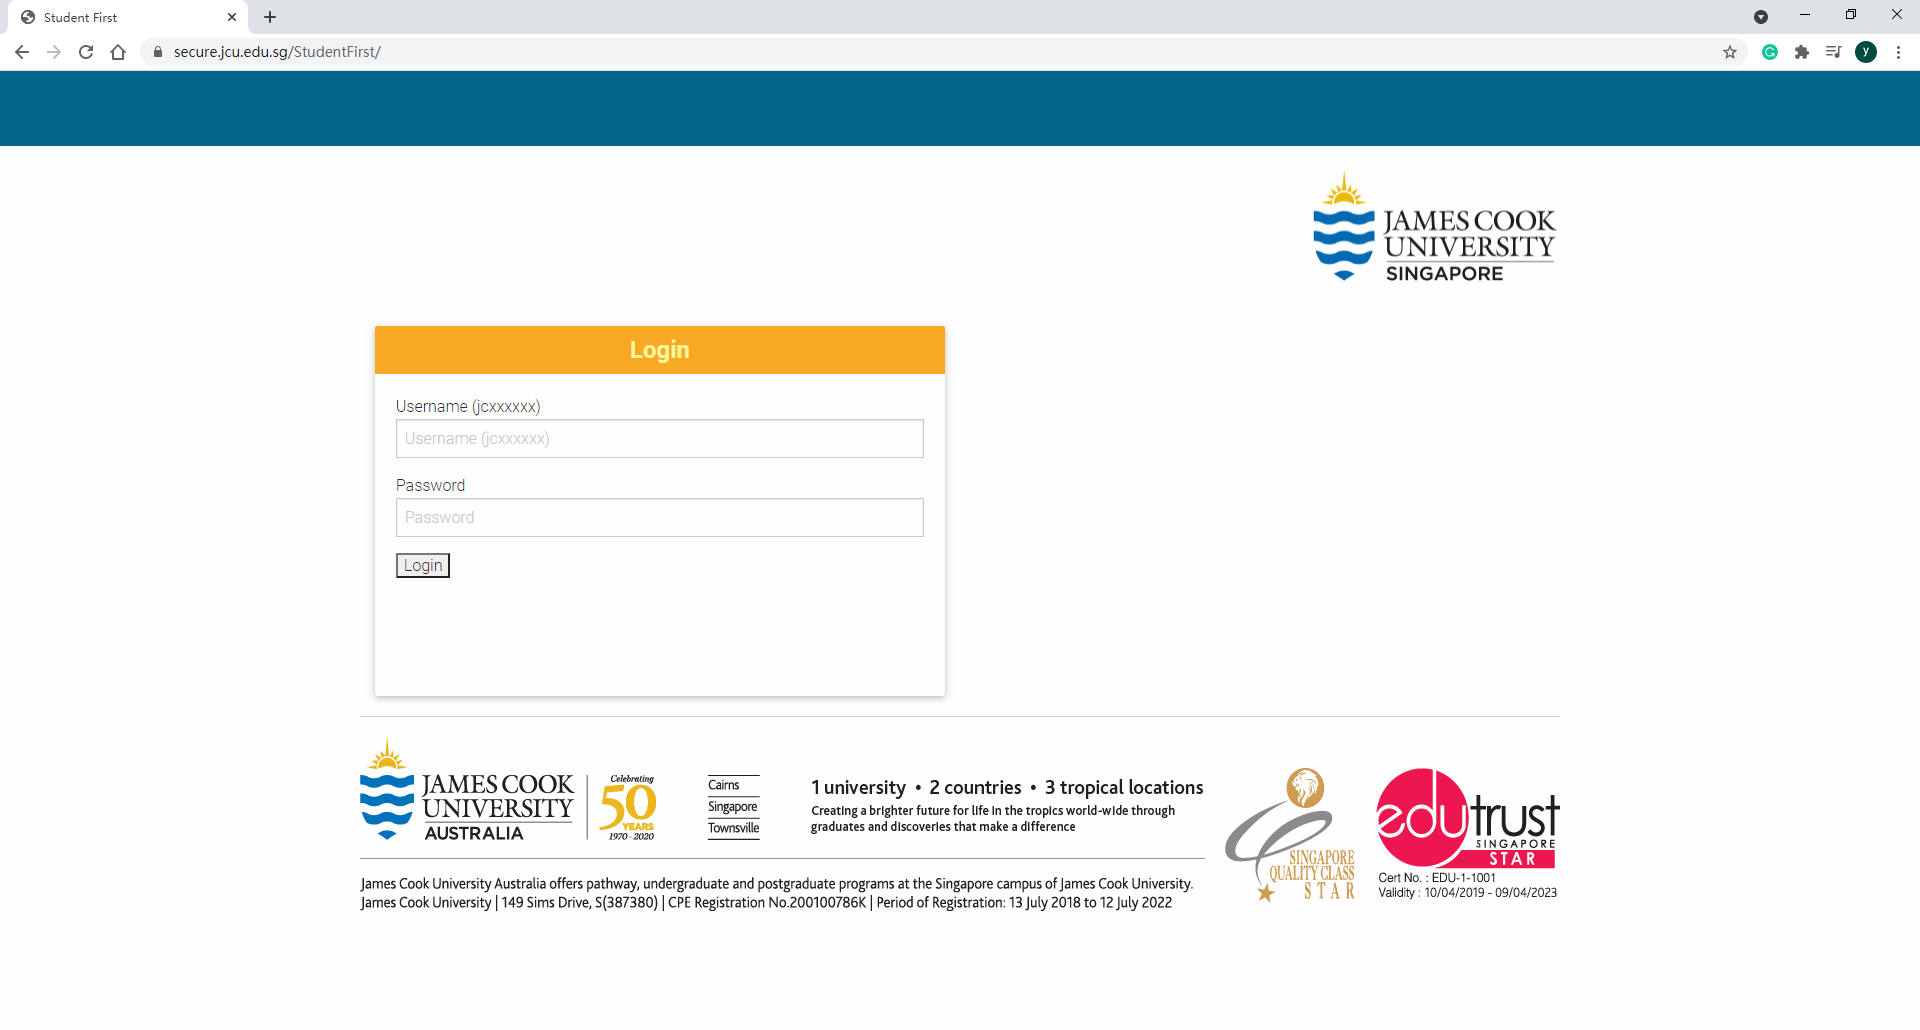 Student First
secure.jcu.edu.sg/StudentFirst/
y
JAMES COOK
UNIVERSITY
SINGAPORE
Login
Username (jcxxxxxx)
Username (jcxxxxxx)
Password
Password
Login
JAMES COOK
UNIVERSITY
AUSTRALIA
Celebrating
50
YEARS
1970 - 2020
Cairns
Singapore
Townsville
1 university • 2 countries • 3 tropical locations
Creating a brighter future for life in the tropics world-wide through
graduates and discoveries that make a difference
SINGAPORE
QUALITY CLASS
STAR
edutrust
SINGAPORE
STAR
Cert No. : EDU-1-1001
Validity : 10/04/2019 - 09/04/2023
James Cook University Australia offers pathway, undergraduate and postgraduate programs at the Singapore campus of James Cook University.
James Cook University | 149 Sims Drive, S(387380) | CPE Registration No.200100786K | Period of Registration: 13 July 2018 to 12 July 2022